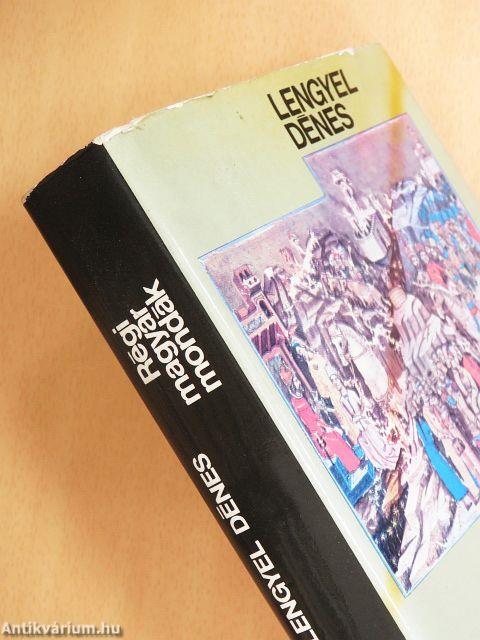 LENGYEL
DÉNES
Régi
magyar
mondák
LENGYEL DÉNES
Antikvárium.hu